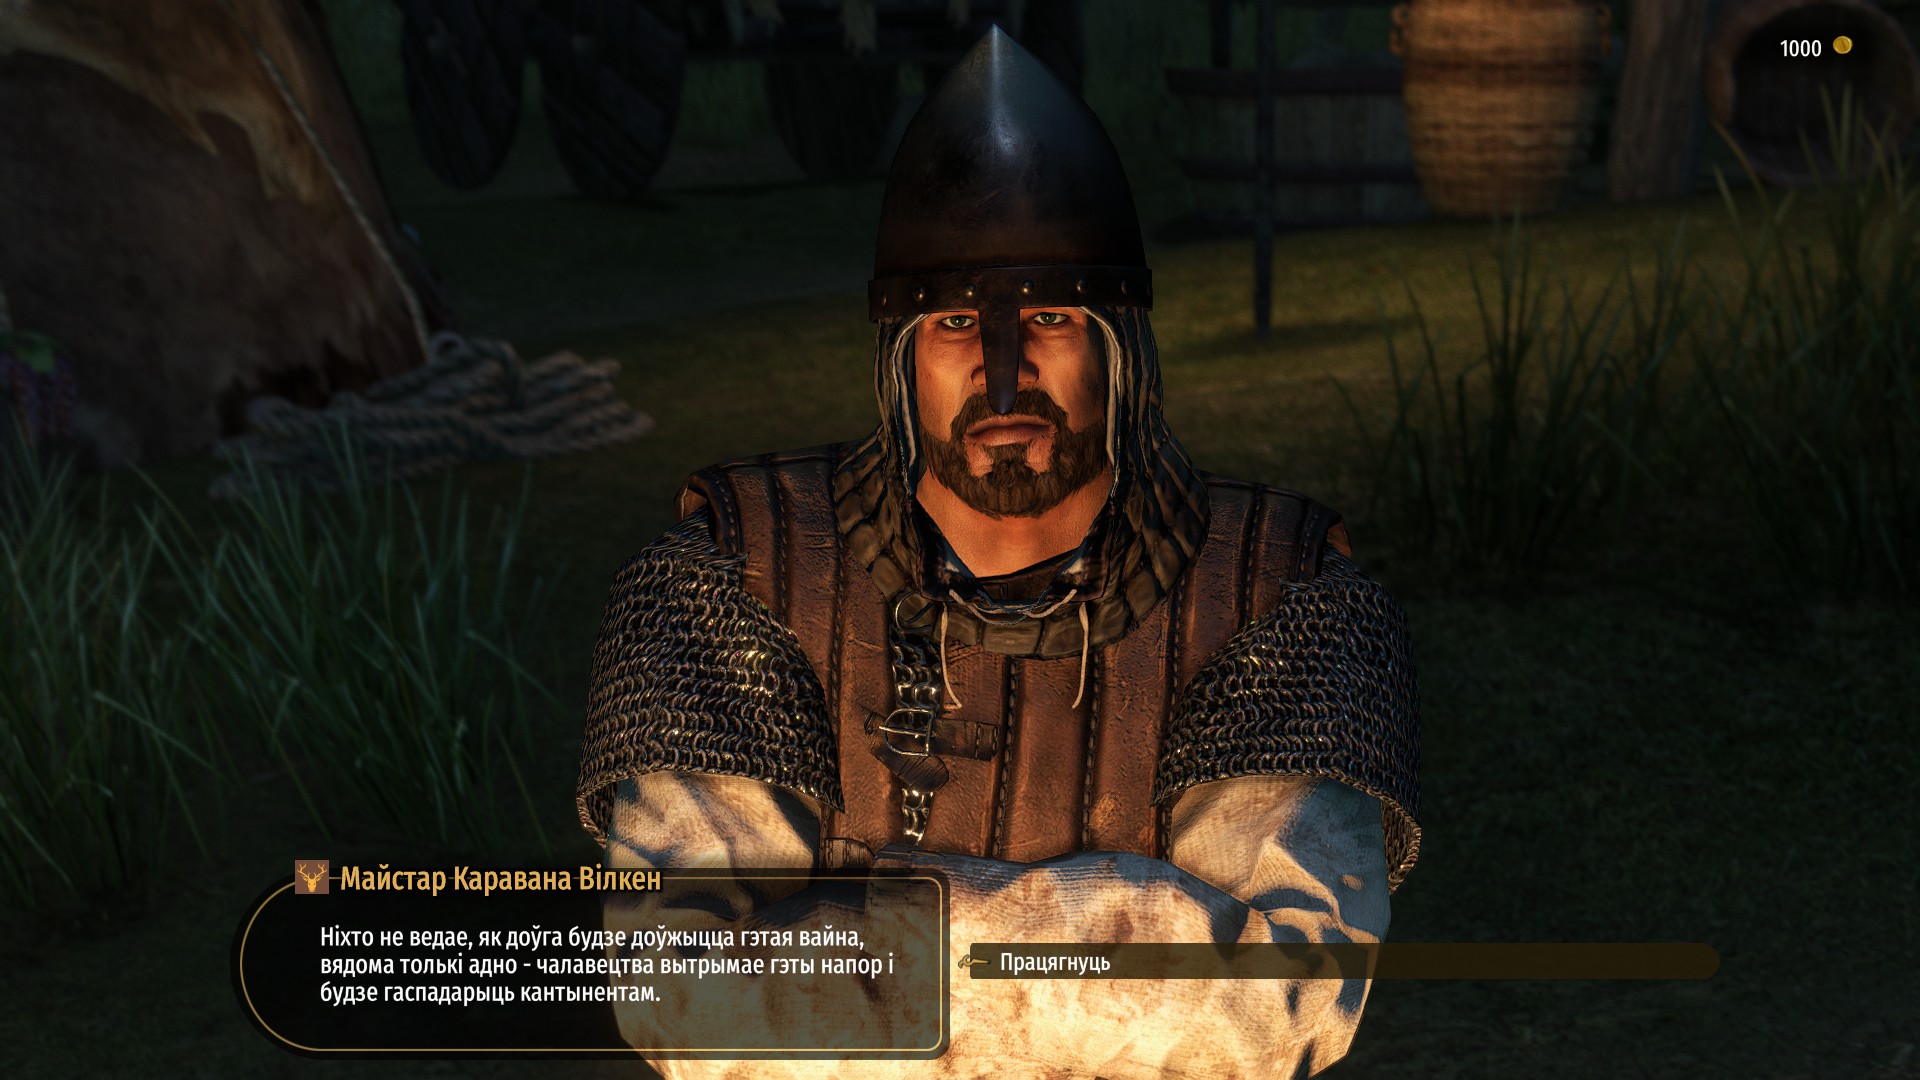 1000
Майстар Каравана Вілкен
Ніхто не ведае, як доўга будзе доўжыцца гэтая вайна,
вядома толькі адно - чалавецтва вытрымае гэты напор і
будзе гаспадарыць кантынентам.
Працягнуць